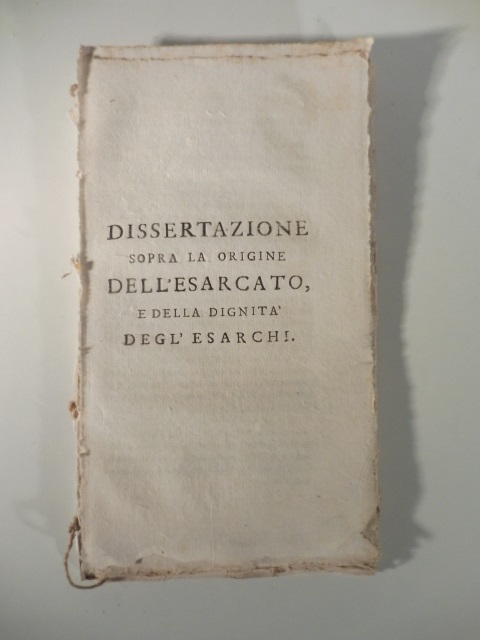 DISSERTAZIONE
SOPRA LA ORIGINE
DELL'ESARCATO,
E DELLA DIGNITA'
DEGL' ESARCHI.